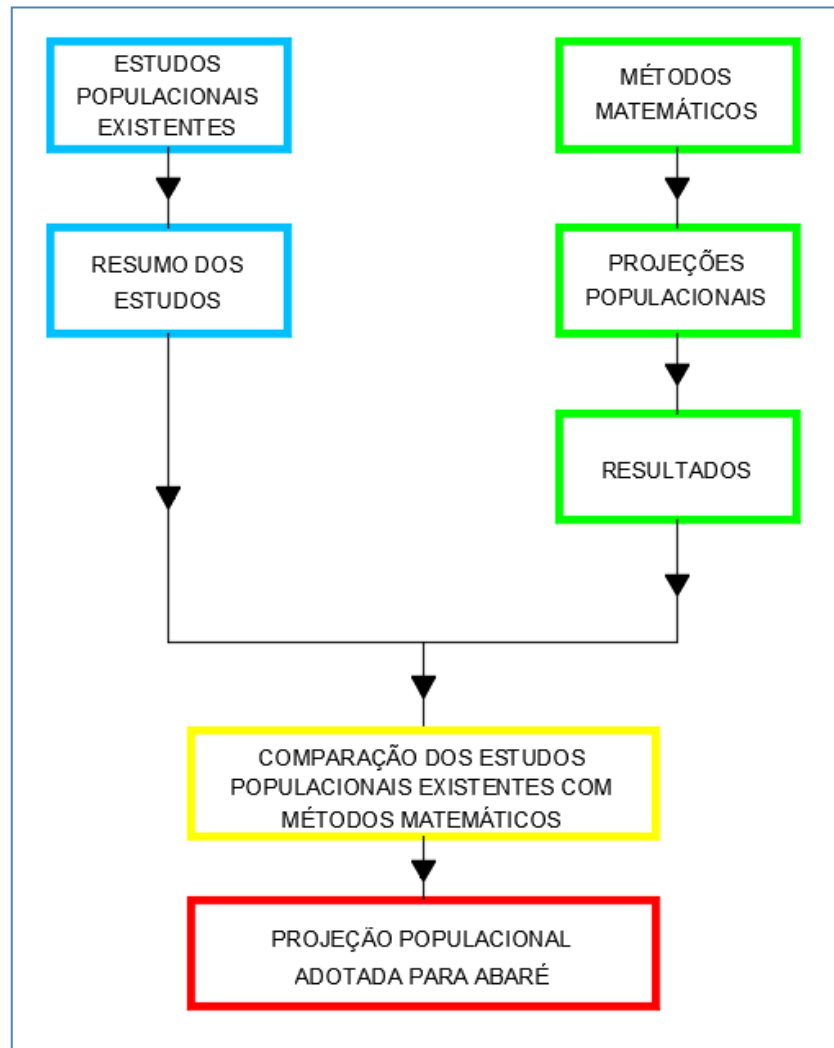 ESTUDOS
POPULACIONAIS
EXISTENTES
RESUMO DOS
ESTUDOS
MÉTODOS
MATEMÁTICOS
PROJEÇÕES
POPULACIONAIS
RESULTADOS
COMPARAÇÃO DOS ESTUDOS
POPULACIONAIS EXISTENTES COM
MÉTODOS MATEMÁTICOS
PROJEÇÃO POPULACIONAL
ADOTADA PARA ABARÉ